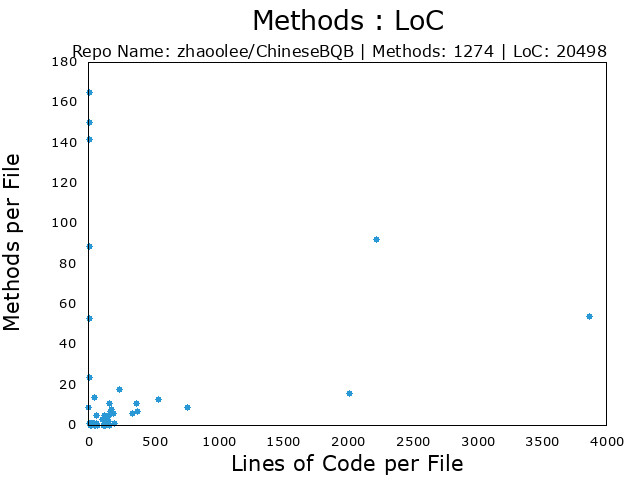 Methods : LoC
Repo Name: zhaoolee/ChineseBQB | Methods: 1274 | LoC: 20498
180
160
140
120
100
80
60
40
20
0
Methods per File
0 500 1000 1500 2000 2500 3000 3500 4000
Lines of Code per File